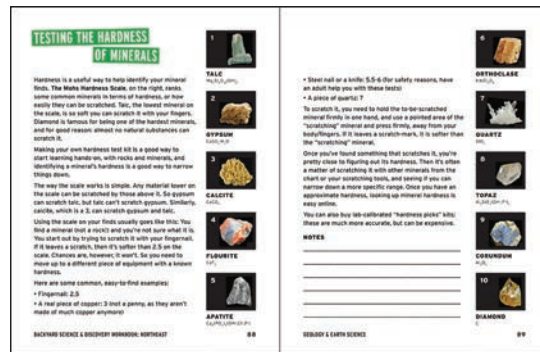 TESTING THE HARDNESS
OF MINERALS
Hardness is a useful way to help identify your mineral
finds. The Mohs Hardness Scale, on the right, ranks
some common minerals in terms of hardness, or how
easily they can be scratched. Talc, the lowest mineral on
the scale, is so soft you can scratch it with your fingers.
Diamond is famous for being one of the hardest minerals,
and for good reason: almost no natural substances can
scratch it.
Making your own hardness test kit is a good way to
start learning hands-on, with rocks and minerals, and
identifying a mineral's hardness is a good way to narrow
things down.
The way the scale works is simple. Any material lower on
the scale can be scratched by those above it. So gypsum
can scratch talc, but talc can't scratch gypsum. Similarly,
calcite, which is a 3, can scratch gypsum and talc.
Using the scale on your finds usually goes like this: You
find a mineral (not a rock!) and you're not sure what it is.
You start out by trying to scratch it with your fingernail.
If it leaves a scratch, then it's softer than 2.5 on the
scale. Chances are, however, it won't. So you need to
move up to a different piece of equipment with a known
hardness.
Here are some common, easy-to-find examples:
• Fingernail: 2.5
• A real piece of copper: 3 (not a penny, as they aren't
made of much copper anymore)
1
TALC
2
GYPSUM
3
CALCITE
CaCO₃
4
FLOURITE
CaF₂
5
APATITE
BACKYARD SCIENCE & DISCOVERY WORKBOOK: NORTHEAST
88
• Steel nail or a knife: 5.5-6 (for safety reasons, have
an adult help you with these tests)
• A piece of quartz: 7
To scratch it, you need to hold the to-be-scratched
mineral firmly in one hand, and use a pointed area of the
"scratching" mineral and press firmly, away from your
body/fingers. If it leaves a scratch-mark, it is softer than
the "scratching" mineral.
Once you've found something that scratches it, you're
pretty close to figuring out its hardness. Then it's often
a matter of scratching it with other minerals from the
chart or your scratching tools, and seeing if you can
narrow down a more specific range. Once you have an
approximate hardness, looking up mineral hardness is
easy online.
You can also buy lab-calibrated "hardness picks" kits;
these are much more accurate, but can be expensive.
NOTES
6
ORTHOCLASE
7
QUARTZ
SiO₂
8
TOPAZ
9
CORUNDUM
Al₂O₃
10
DIAMOND
C
GEOLOGY & EARTH SCIENCE
89